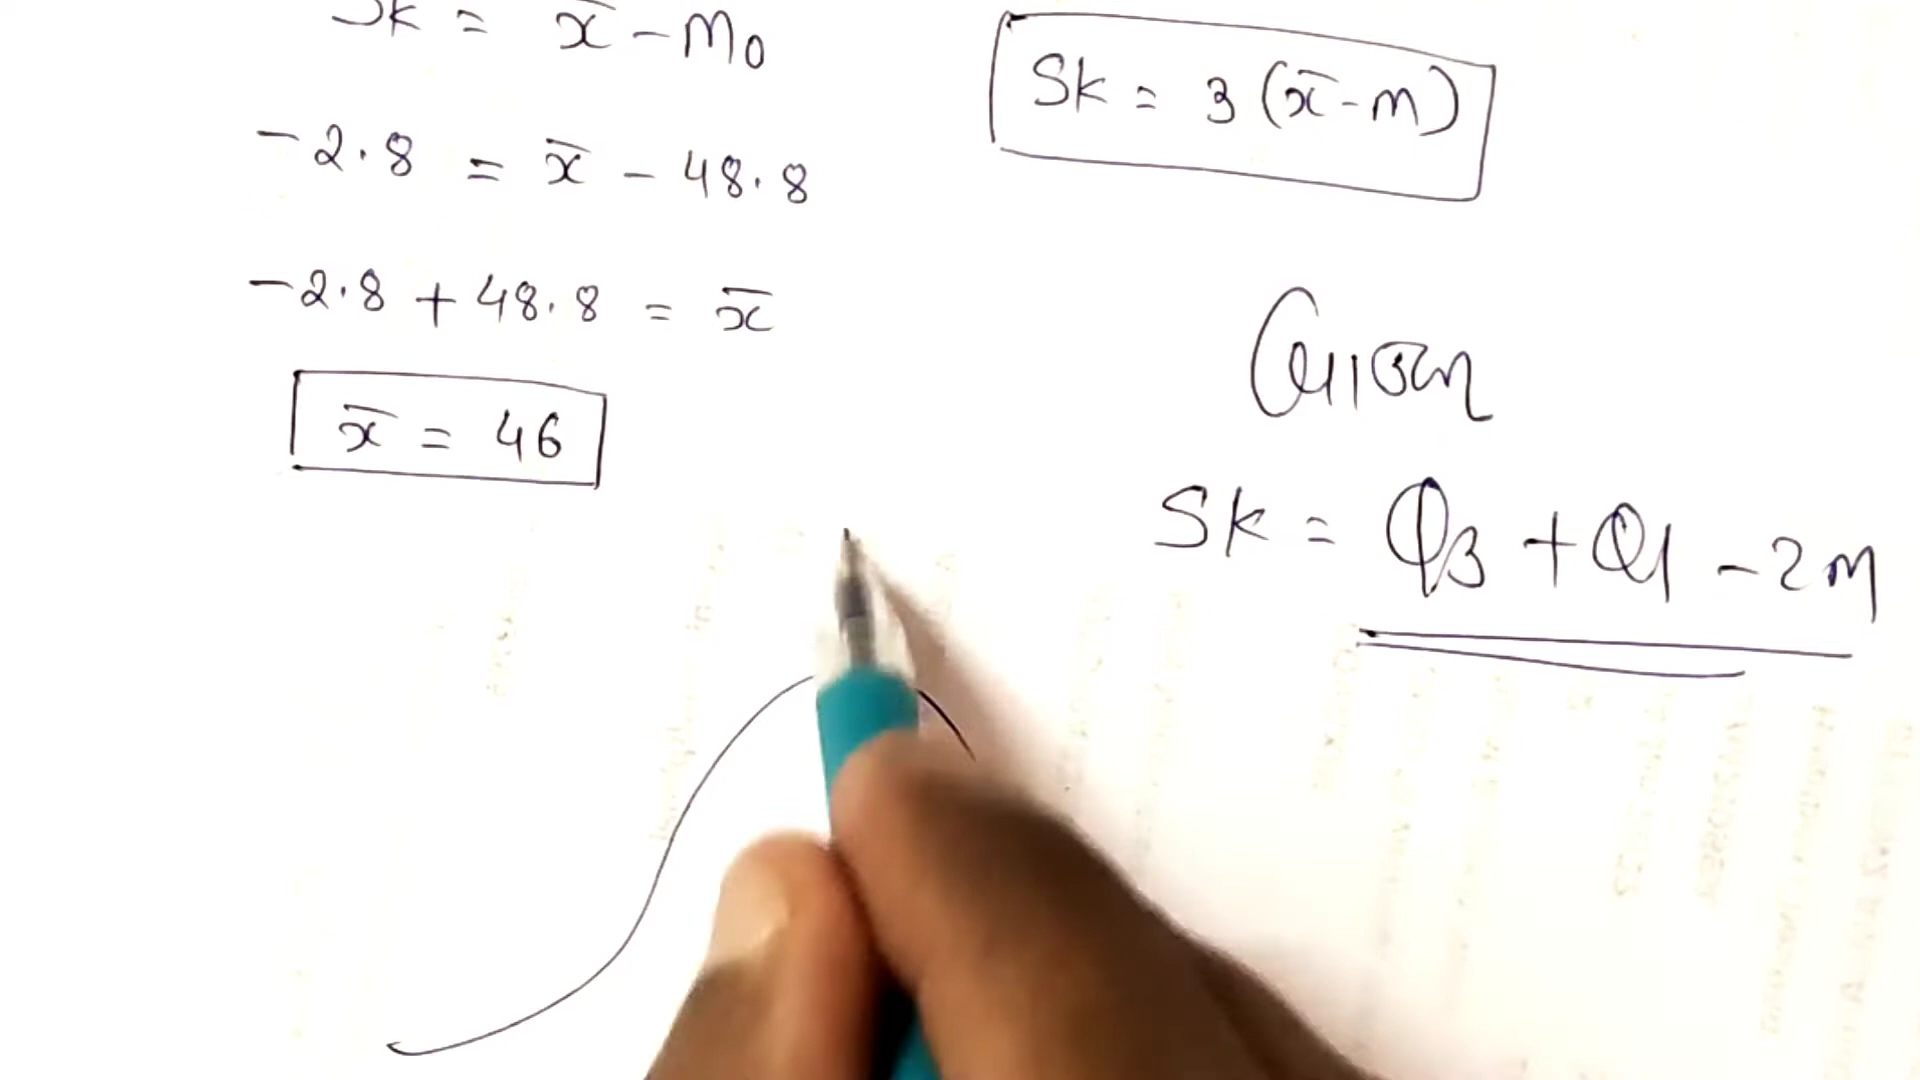 Sk = x̄ - M0
-2.8 = x̄ - 48.8
-2.8 + 48.8 = x̄
x̄ = 46
Sk = 3 (x̄ - M)
Sk = Q3 + Q1 - 2M